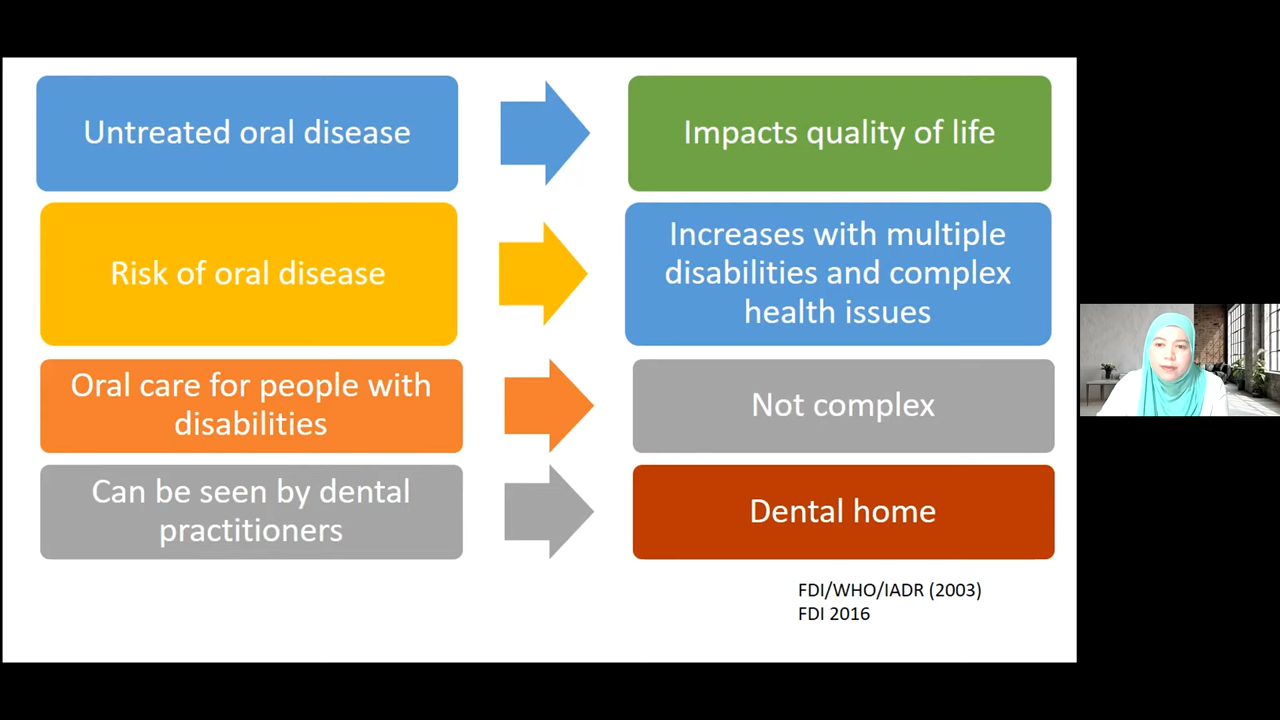 Untreated oral disease
Impacts quality of life
Risk of oral disease
Increases with multiple
disabilities and complex
health issues
Oral care for people with
disabilities
Not complex
Can be seen by dental
practitioners
Dental home
FDI/WHO/IADR (2003)
FDI 2016